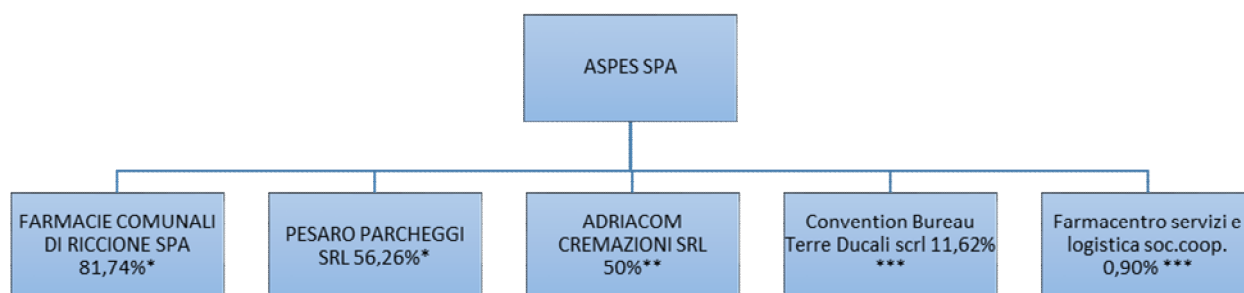 ASPES SPA
FARMACIE COMUNALI
DI RICCIONE SPA
81,74%*
PESARO PARCHEGGI
SRL 56,26%*
ADRIACOM
CREMAZIONI SRL
50%**
Convention Bureau
Terre Ducali scrl 11,62%
***
Farmacentro servizi e
logistica soc.coop.
0,90% ***